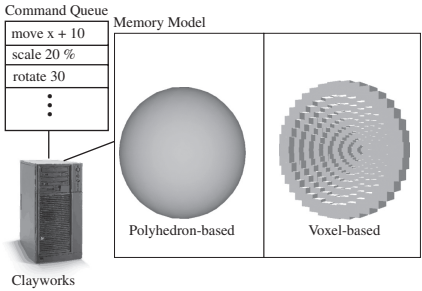 Command Queue
Memory Model
move x + 10
scale 20 %
rotate 30
Polyhedron-based
Voxel-based
Clayworks